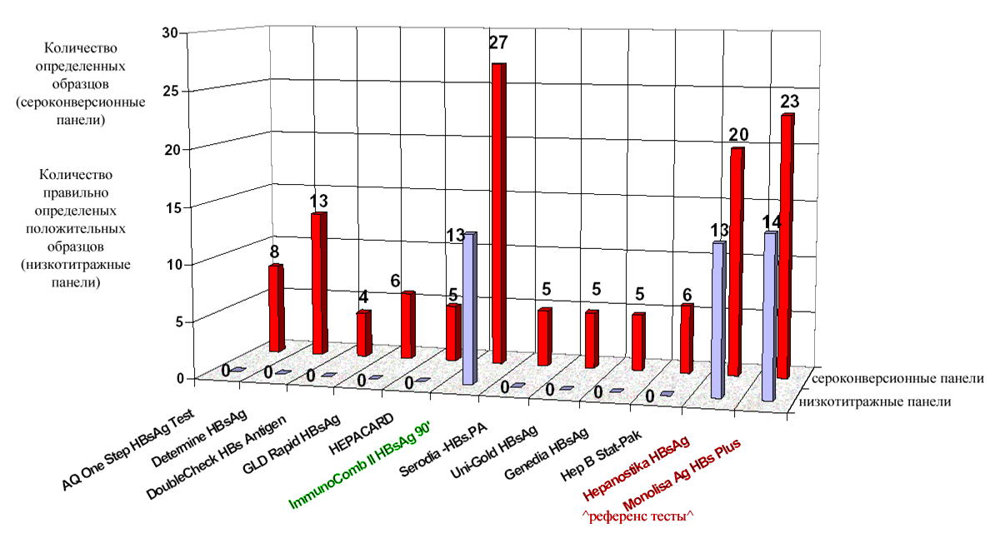 Количество
определенных
образцов
(сероконверсионные
панели)
Количество
правильно
определеных
положительных
образцов
(низкотитражные
панели)
30
25
20
15
10
5
0
8
13
4
6
5
27
5
5
5
6
20
23
0
0
0
0
0
13
0
0
0
0
13
14
сероконверсионные панели
низкотитражные панели
AQ One Step HBsAg Test
Determine HBsAg
DoubleCheck HBs Antigen
GLD Rapid HBsAg
HEPACARD
ImmunoComb II HBsAg 90'
Serodia -HBs.PA
Uni-Gold HBsAg
Genedia HBsAg
Hep B Stat-Pak
Hepanostika HBsAg
Monolisa Ag HBs Plus
^референс тесты^